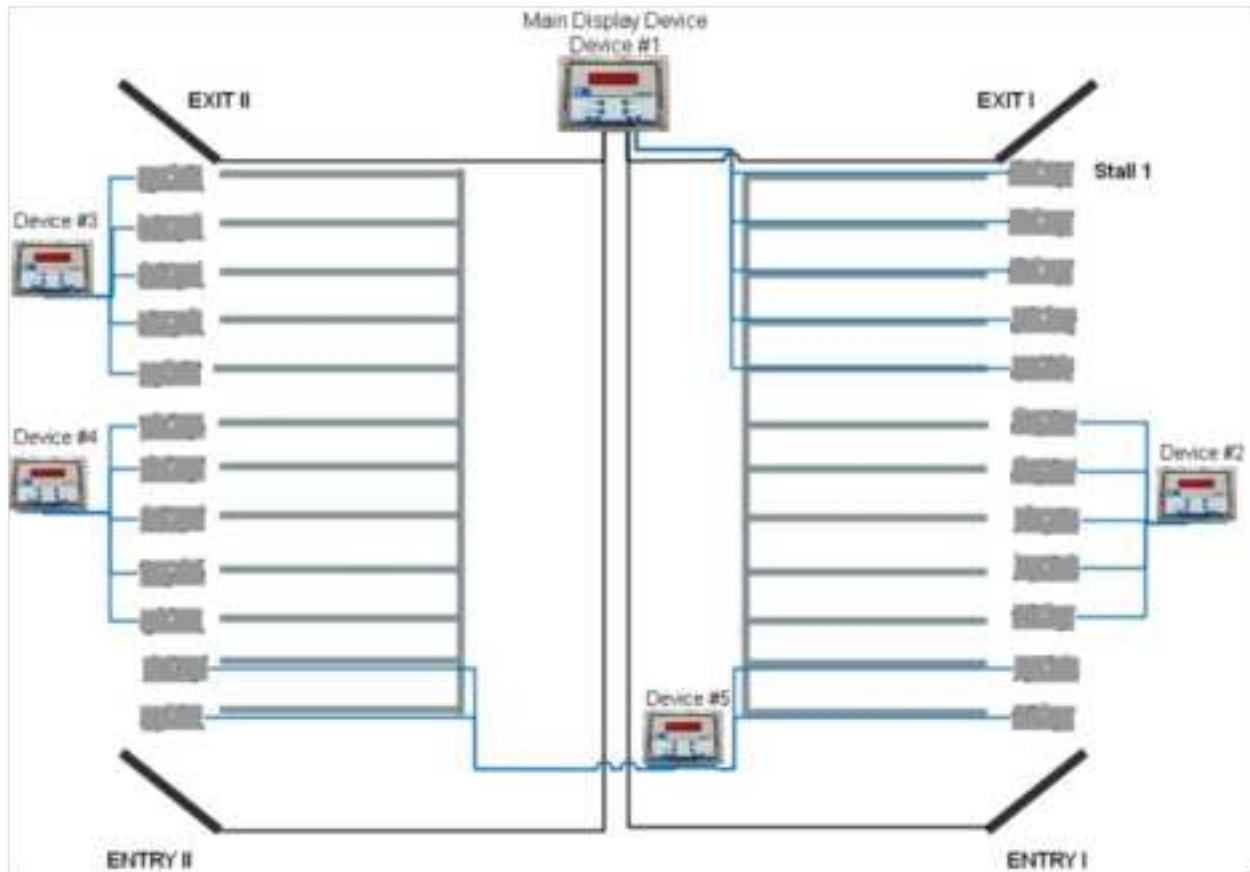 Main Display Device
Device #1
EXIT II
EXIT I
Stall 1
Device #3
Device #4
Device #2
Device #5
ENTRY II
ENTRY I